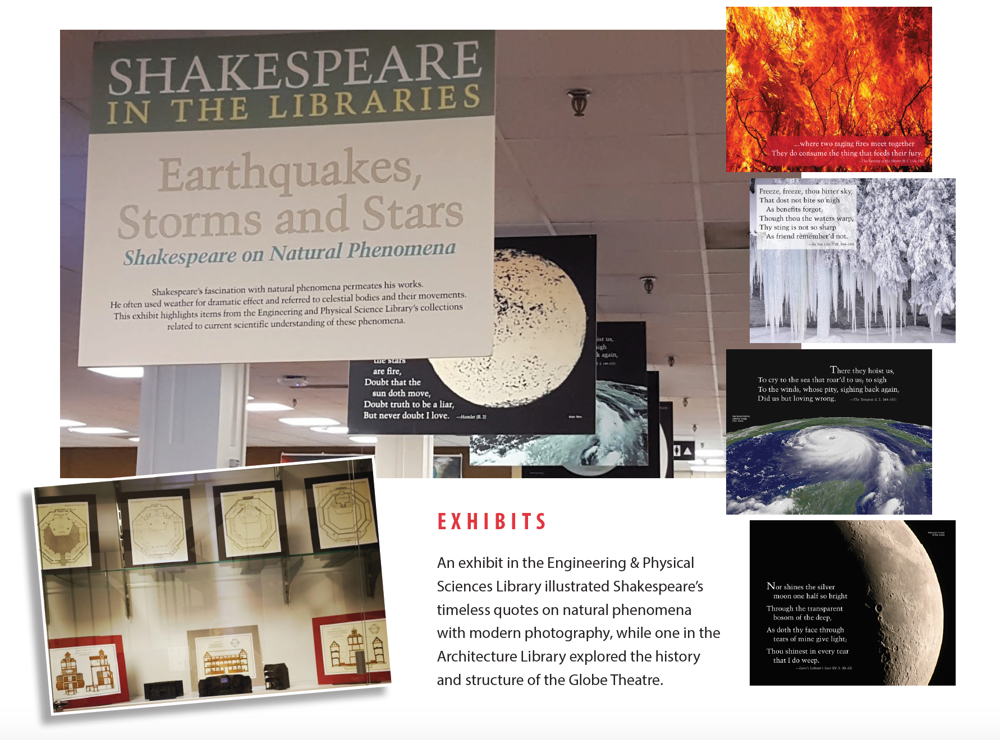 SHAKESPEARE
IN THE LIBRARIES
Earthquakes,
Storms and Stars
Shakespeare on Natural Phenomena
Shakespeare's fascination with natural phenomena permeates his works.
He often used weather for dramatic effect and referred to celestial bodies and their movements.
This exhibit highlights items from the Engineering and Physical Science Library's collections
related to current scientific understanding of these phenomena.
the stars
are fire,
Doubt that the
sun doth move,
Doubt truth to be a liar,
But never doubt I love. —Hamlet (II. 2)
ist us,
igh
k again,
...where two raging fires meet together
They do consume the thing that feeds their fury.
—The Taming of the Shrew (II. 1.
Freeze, freeze, thou bitter sky,
That dost not bite so nigh
As benefits forgot;
Though thou the waters warp,
Thy sting is not so sharp
As friend remember'd not.
—As You Like It (II. 184–189)
There they hoist us,
To cry to the sea that roar'd to us; to sigh
To the winds, whose pity, sighing back again,
Did us but loving wrong. —The Tempest (I. 2. 148–151)
Hurricane Katrina
satellite image
from NOAA
Telescopic image
of the moon
Nor shines the silver
moon one half so bright
Through the transparent
bosom of the deep,
As doth thy face through
tears of mine give light;
Thou shinest in every tear
that I do weep.
—Love's Labour's Lost (IV. 3. 30–33)
EXHIBITS
An exhibit in the Engineering & Physical
Sciences Library illustrated Shakespeare's
timeless quotes on natural phenomena
with modern photography, while one in the
Architecture Library explored the history
and structure of the Globe Theatre.